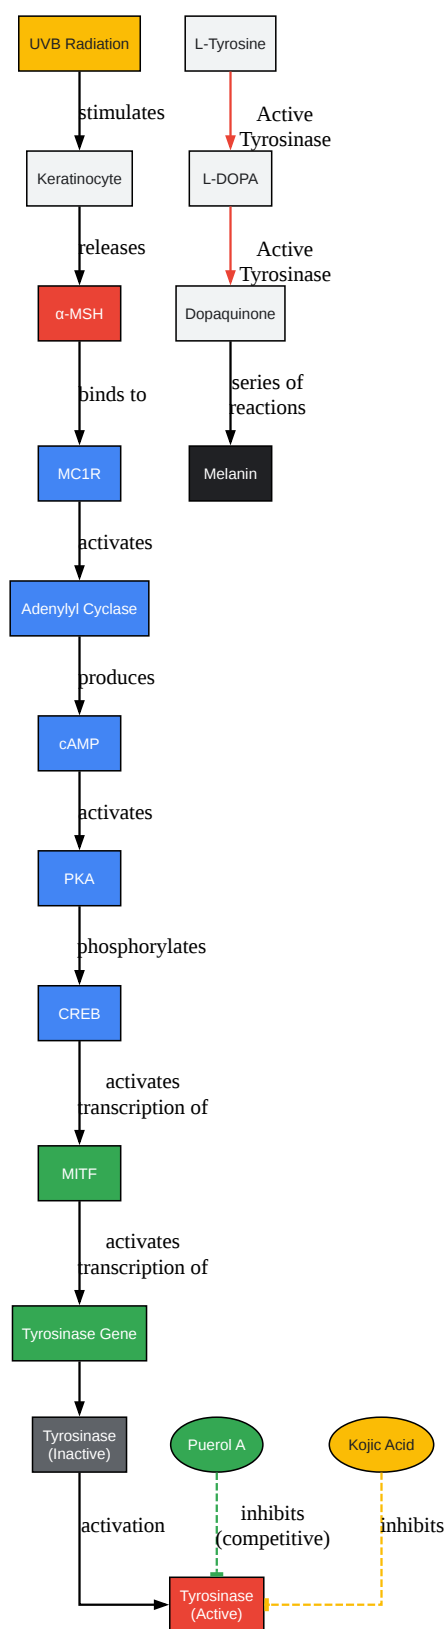 UVB Radiation
L-Tyrosine
stimulates
Active
Tyrosinase
Keratinocyte
L-DOPA
releases
Active
Tyrosinase
α-MSH
Dopaquinone
binds to
series of
reactions
MC1R
Melanin
activates
Adenylyl Cyclase
produces
cAMP
activates
PKA
phosphorylates
CREB
activates
transcription of
MITF
activates
transcription of
Tyrosinase Gene
Tyrosinase
(Inactive)
Puerol A
Kojic Acid
activation
inhibits
(competitive)
inhibits
Tyrosinase
(Active)